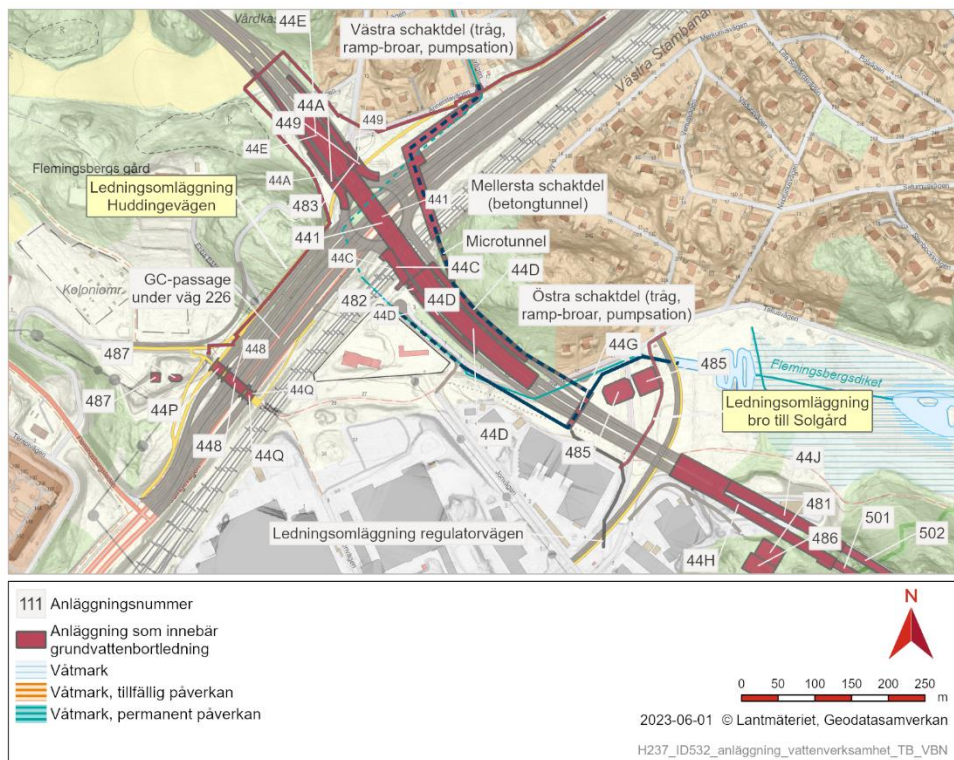 Vårdkas
44E
Västra schaktdel (tråg,
ramp-broar, pumpsation)
Västra Stambanan
44A
449
449
44E
Flemingsbergs gård
44A
Ledningsomläggning
Huddingevägen
483
441
441
Mellersta schaktdel
(betongtunnel)
Microtunnel
44C
44C
44D
Koloniomr.
GC-passage
under väg 226
44D
482
44D
Östra schaktdel (tråg,
ramp-broar, pumpsation)
44G
487
448
485
Flemingsbergsdiket
487
44P
44Q
Ledningsomläggning
bro till Solgård
448
44Q
44D
485
44J
Ledningsomläggning regulatorvägen
481
486
501
502
44H
111 Anläggningsnummer
Anläggning som innebär
grundvattenbortledning
Våtmark
Våtmark, tillfällig påverkan
Våtmark, permanent påverkan
N
0 50 100 150 200 250
m
2023-06-01 © Lantmäteriet, Geodatasamverkan
H237_ID532_anläggning_vattenverksamhet_TB_VBN